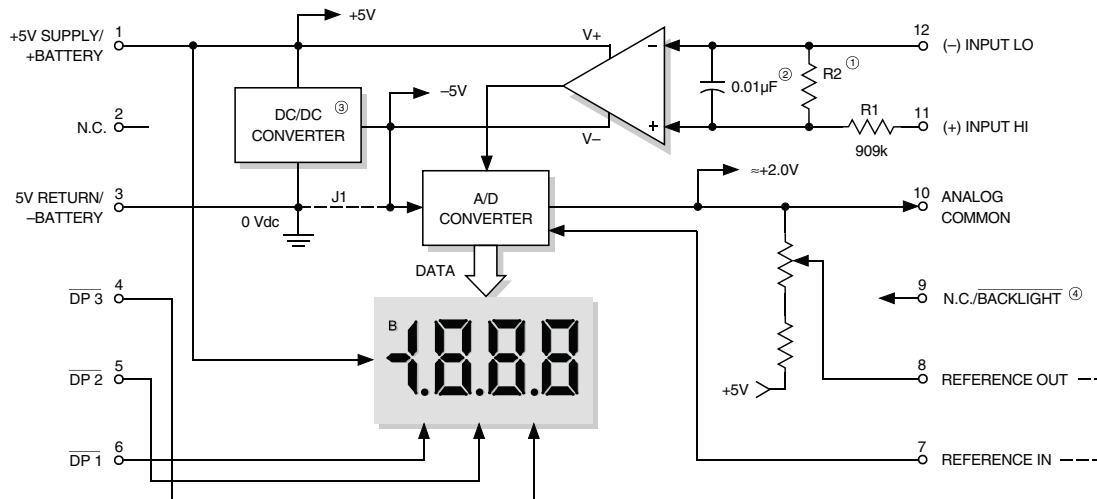 +5V SUPPLY/
+BATTERY
1
+5V
V+
12
(–) INPUT LO
–
0.01µF ②
R2 ①
–5V
DC/DC ③
CONVERTER
2
N.C.
+
V–
R1
909k
11
(+) INPUT HI
≈+2.0V
5V RETURN/
–BATTERY
3
J1
0 Vdc
A/D
CONVERTER
10
ANALOG
COMMON
DATA
DP 3
4
B
-1.8.8.8
9
N.C./BACKLIGHT ④
DP 2
5
+5V
8
REFERENCE OUT
DP 1
6
7
REFERENCE IN